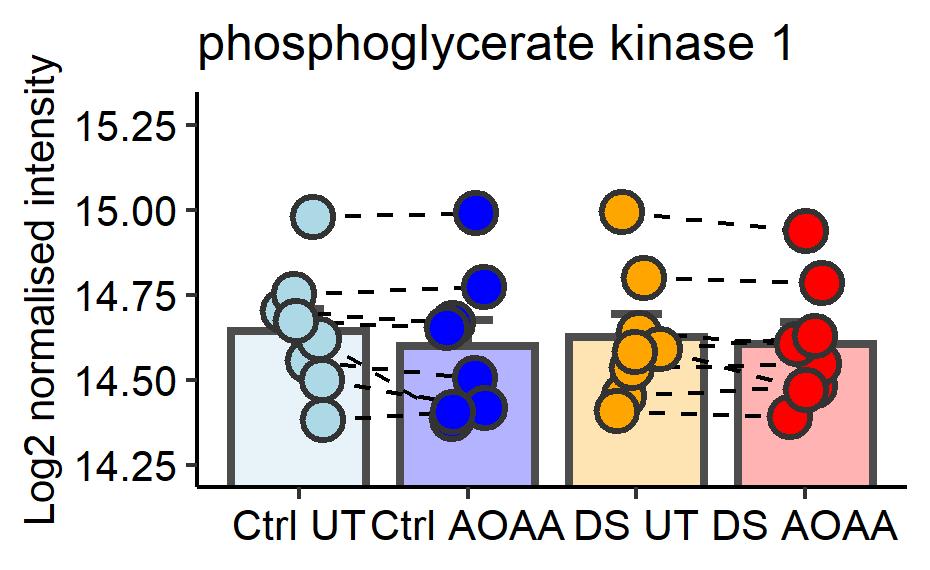 phosphoglycerate kinase 1
Log2 normalised intensity
15.25
15.00
14.75
14.50
14.25
Ctrl UT Ctrl AOAA DS UT DS AOAA